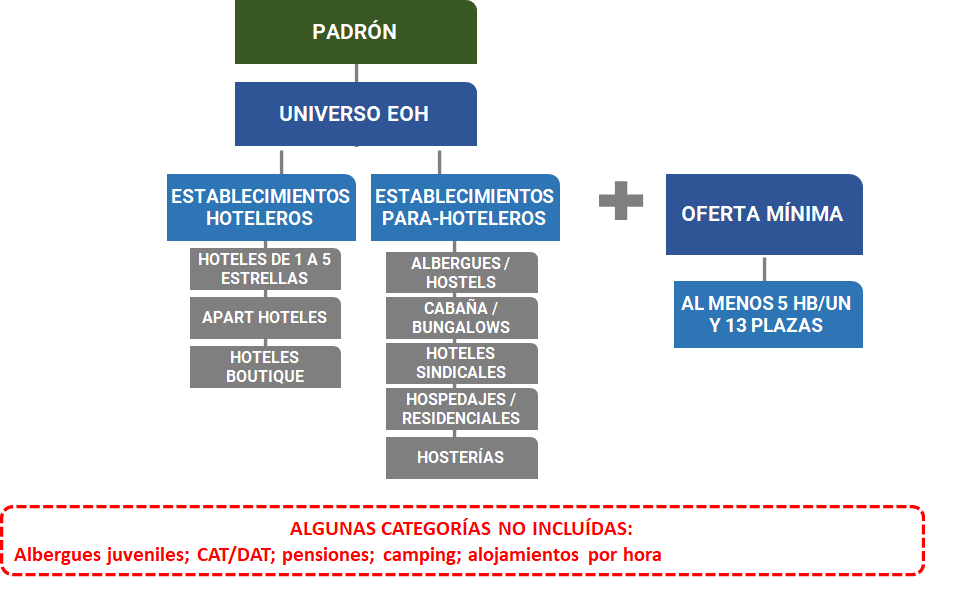 PADRÓN
UNIVERSO EOH
ESTABLECIMIENTOS
HOTELEROS
HOTELES DE 1 A 5
ESTRELLAS
APART HOTELES
HOTELES
BOUTIQUE
ESTABLECIMIENTOS
PARA-HOTELEROS
ALBERGUES /
HOSTELS
CABAÑA /
BUNGALOWS
HOTELES
SINDICALES
HOSPEDAJES /
RESIDENCIALES
HOSTERÍAS
OFERTA MÍNIMA
AL MENOS 5 HB/UN
Y 13 PLAZAS
ALGUNAS CATEGORÍAS NO INCLUÍDAS:
Albergues juveniles; CAT/DAT; pensiones; camping; alojamientos por hora